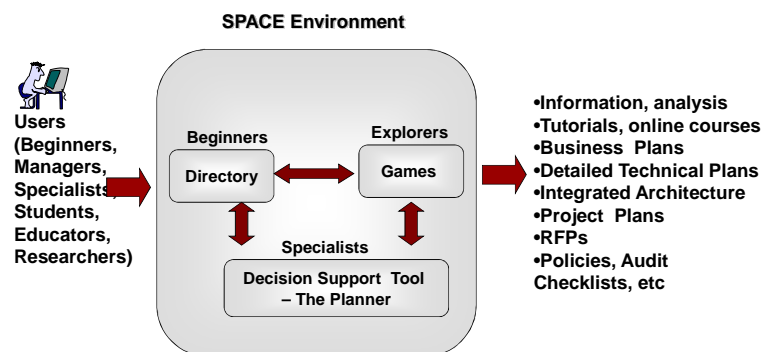 SPACE Environment
Users
(Beginners,
Managers,
Specialists,
Students,
Educators,
Researchers)
Beginners
Directory
Explorers
Games
Specialists
Decision Support Tool
– The Planner
•Information, analysis
•Tutorials, online courses
•Business Plans
•Detailed Technical Plans
•Integrated Architecture
•Project Plans
•RFPs
•Policies, Audit
Checklists, etc